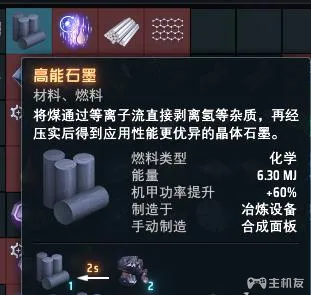 高能石墨
材料、燃料
将煤通过等离子流直接剥离氢等杂质，再经
压实后得到应用性能更优异的晶体石墨。
燃料类型 化学
能量 6.30 MJ
机甲功率提升 +60%
制造于 冶炼设备
手动制造 合成面板
2s
1 2
主机友